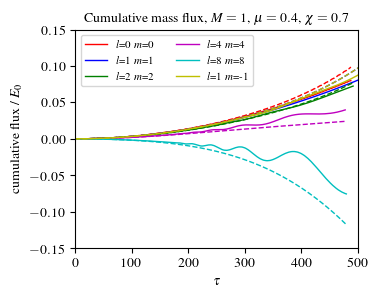 Cumulative mass flux, M = 1, μ = 0.4, χ = 0.7
cumulative flux / E₀
0.15
0.10
0.05
0.00
−0.05
−0.10
−0.15
l=0 m=0
l=1 m=1
l=2 m=2
l=4 m=4
l=8 m=8
l=1 m=-1
0 100 200 300 400 500
τ